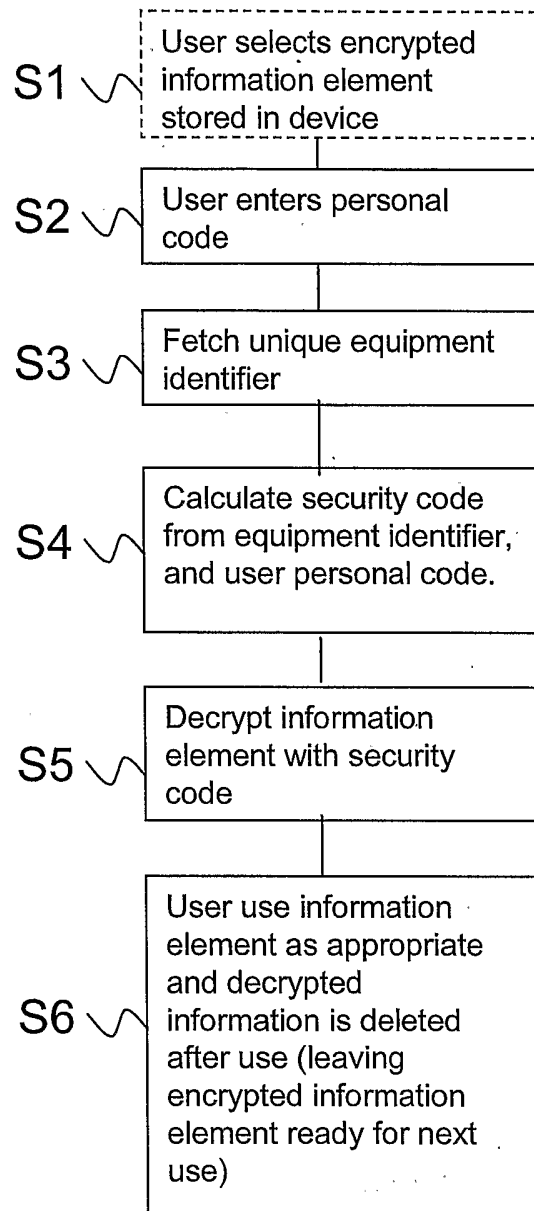 S1
User selects encrypted
information element
stored in device
S2
User enters personal
code
S3
Fetch unique equipment
identifier
S4
Calculate security code
from equipment identifier,
and user personal code.
S5
Decrypt information
element with security
code
S6
User use information
element as appropriate
and decrypted
information is deleted
after use (leaving
encrypted information
element ready for next
use)